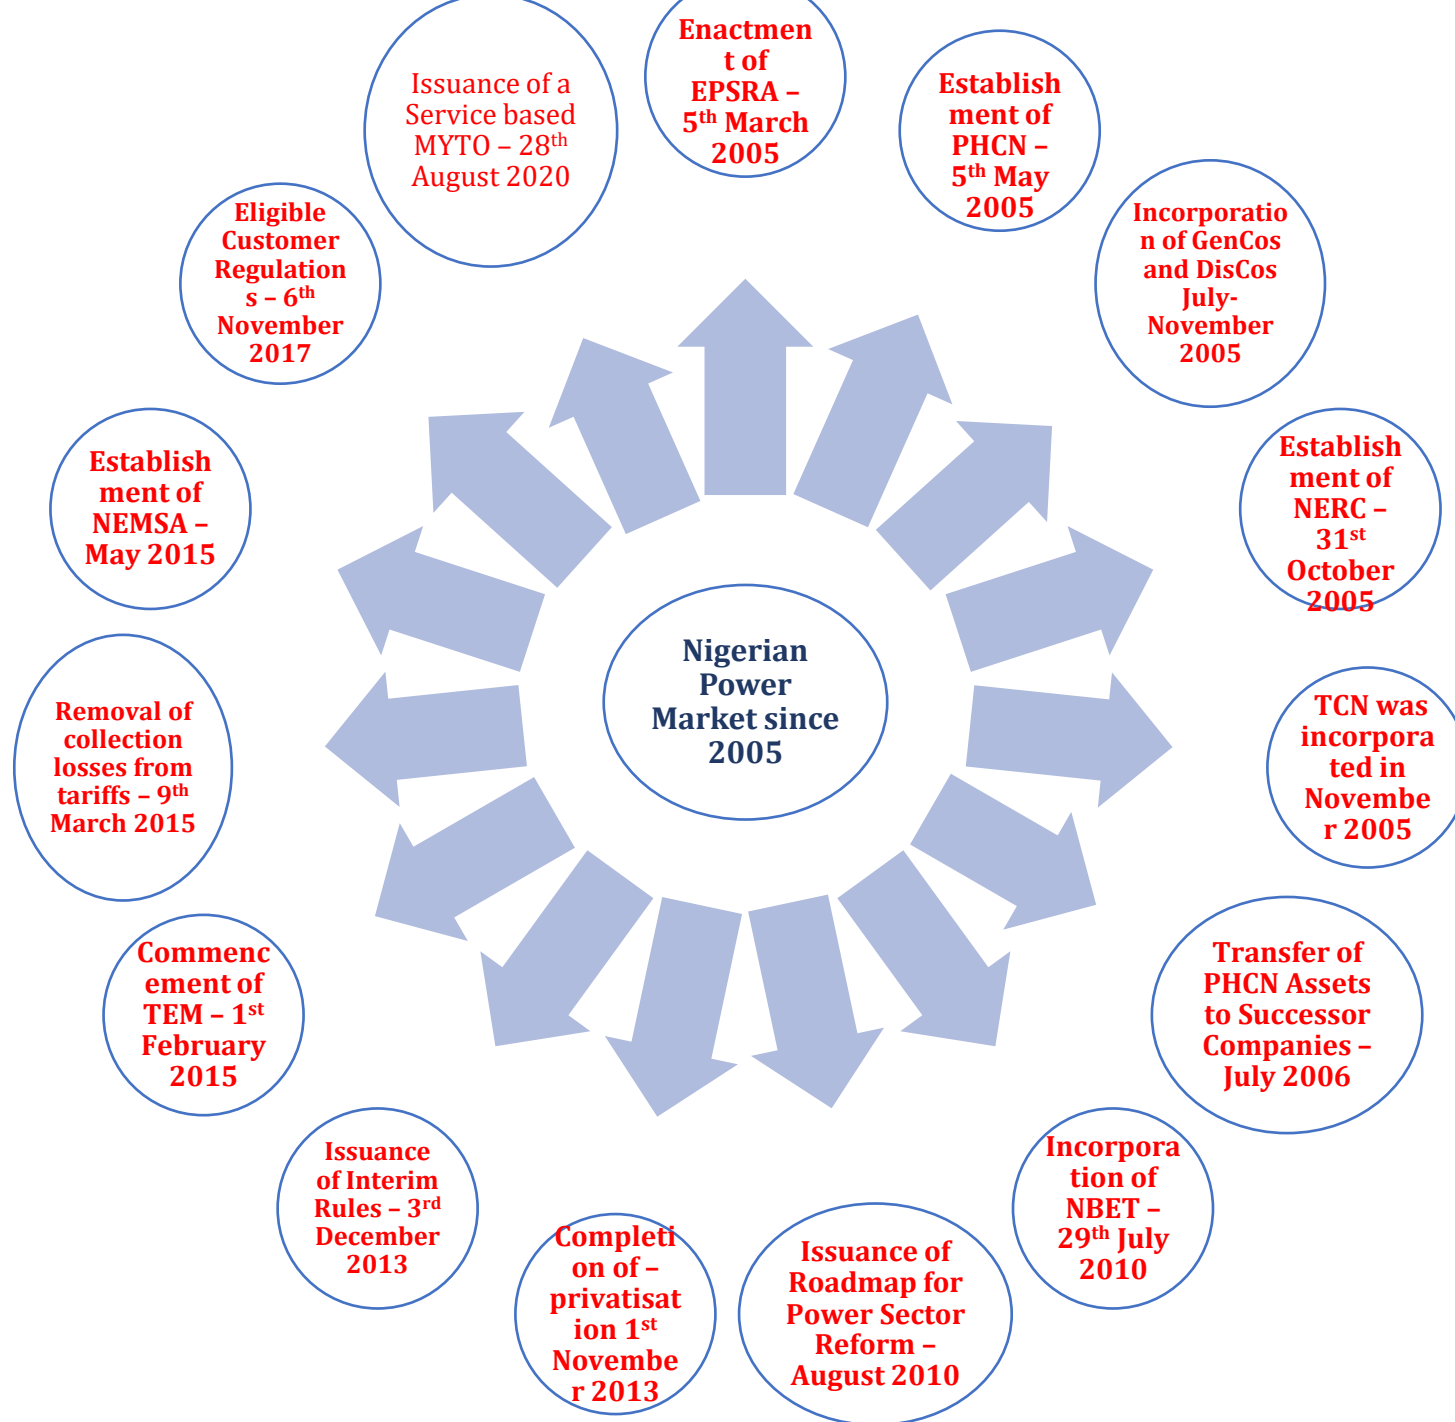 Enactmen
t of
EPSRA –
5th March
2005
Establish
ment of
PHCN –
5th May
2005
Incorporatio
n of GenCos
and DisCos
July-
November
2005
Establish
ment of
NERC –
31st
October
2005
TCN was
incorpora
ted in
Novembe
r 2005
Transfer of
PHCN Assets
to Successor
Companies –
July 2006
Incorpora
tion of
NBET –
29th July
2010
Issuance of
Roadmap for
Power Sector
Reform –
August 2010
Completi
on of –
privatisat
ion 1st
Novembe
r 2013
Issuance
of Interim
Rules – 3rd
December
2013
Commenc
ement of
TEM – 1st
February
2015
Removal of
collection
losses from
tariffs – 9th
March 2015
Establish
ment of
NEMSA –
May 2015
Eligible
Customer
Regulation
s – 6th
November
2017
Issuance of a
Service based
MYTO – 28th
August 2020
Nigerian
Power
Market since
2005